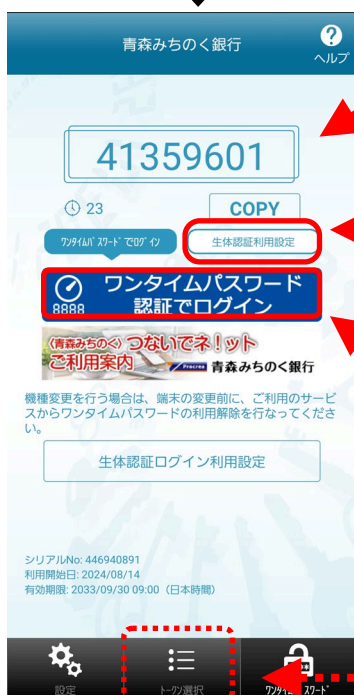 青森みちのく銀行
?
ヘルプ
41359601
23
COPY
ﾜﾝﾀｲﾑﾊﾟｽﾜｰﾄﾞでﾛｸﾞｲﾝ
生体認証利用設定
8888
ワンタイムパスワード
認証でログイン
〈青森みちのく〉つないでネ!ット
ご利用案内
Procrea 青森みちのく銀行
機種変更を行う場合は、端末の変更前に、ご利用のサービ
スからワンタイムパスワードの利用解除を行なってくださ
い。
生体認証ログイン利用設定
シリアルNo: 446940891
利用開始日: 2024/08/14
有効期限: 2033/09/30 09:00（日本時間）
設定
トークン選択